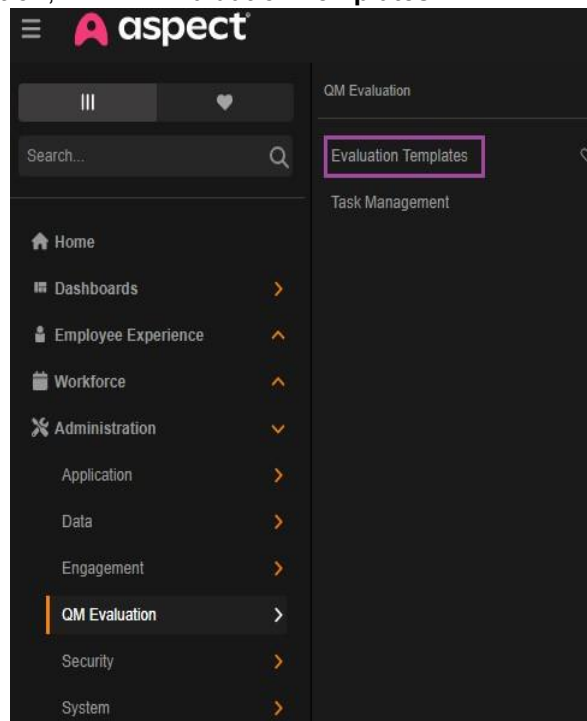 aspect
QM Evaluation
Search...
Evaluation Templates
Task Management
Home
Dashboards
Employee Experience
Workforce
Administration
Application
Data
Engagement
QM Evaluation
Security
System